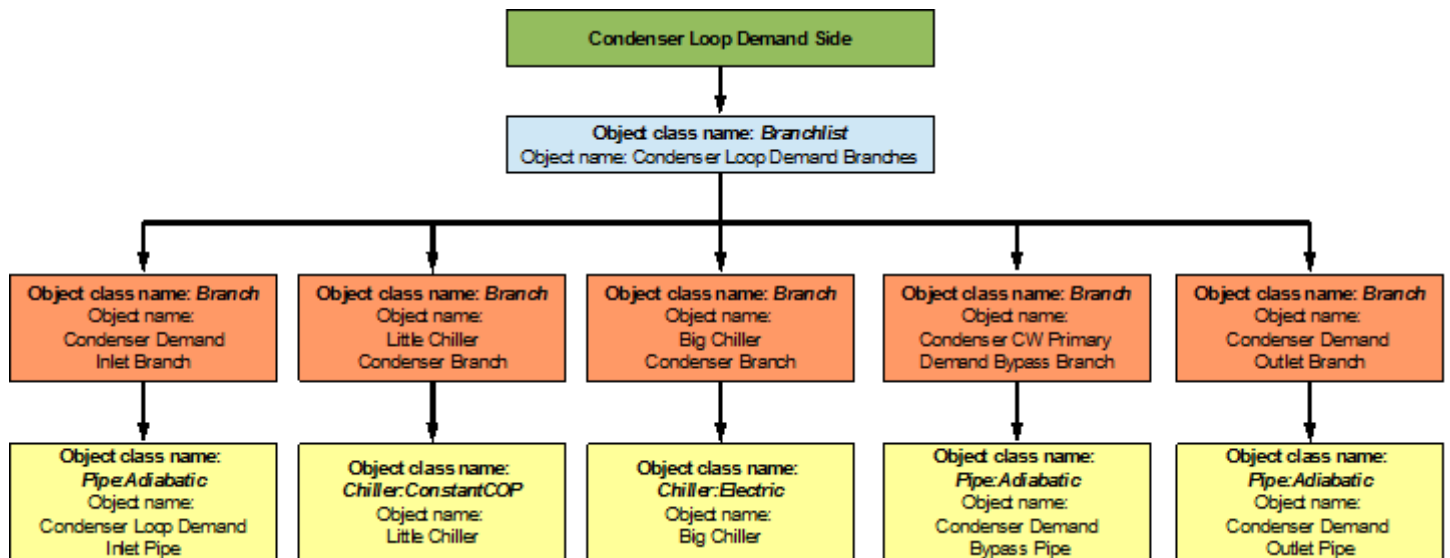 Condenser Loop Demand Side
Object class name: Branchlist
Object name: Condenser Loop Demand Branches
Object class name: Branch
Object name:
Condenser Demand
Inlet Branch
Object class name: Branch
Object name:
Little Chiller
Condenser Branch
Object class name: Branch
Object name:
Big Chiller
Condenser Branch
Object class name: Branch
Object name:
Condenser CW Primary
Demand Bypass Branch
Object class name: Branch
Object name:
Condenser Demand
Outlet Branch
Object class name:
Pipe:Adiabatic
Object name:
Condenser Loop Demand
Inlet Pipe
Object class name:
Chiller:ConstantCOP
Object name:
Little Chiller
Object class name:
Chiller:Electric
Object name:
Big Chiller
Object class name:
Pipe:Adiabatic
Object name:
Condenser Demand
Bypass Pipe
Object class name:
Pipe:Adiabatic
Object name:
Condenser Demand
Outlet Pipe